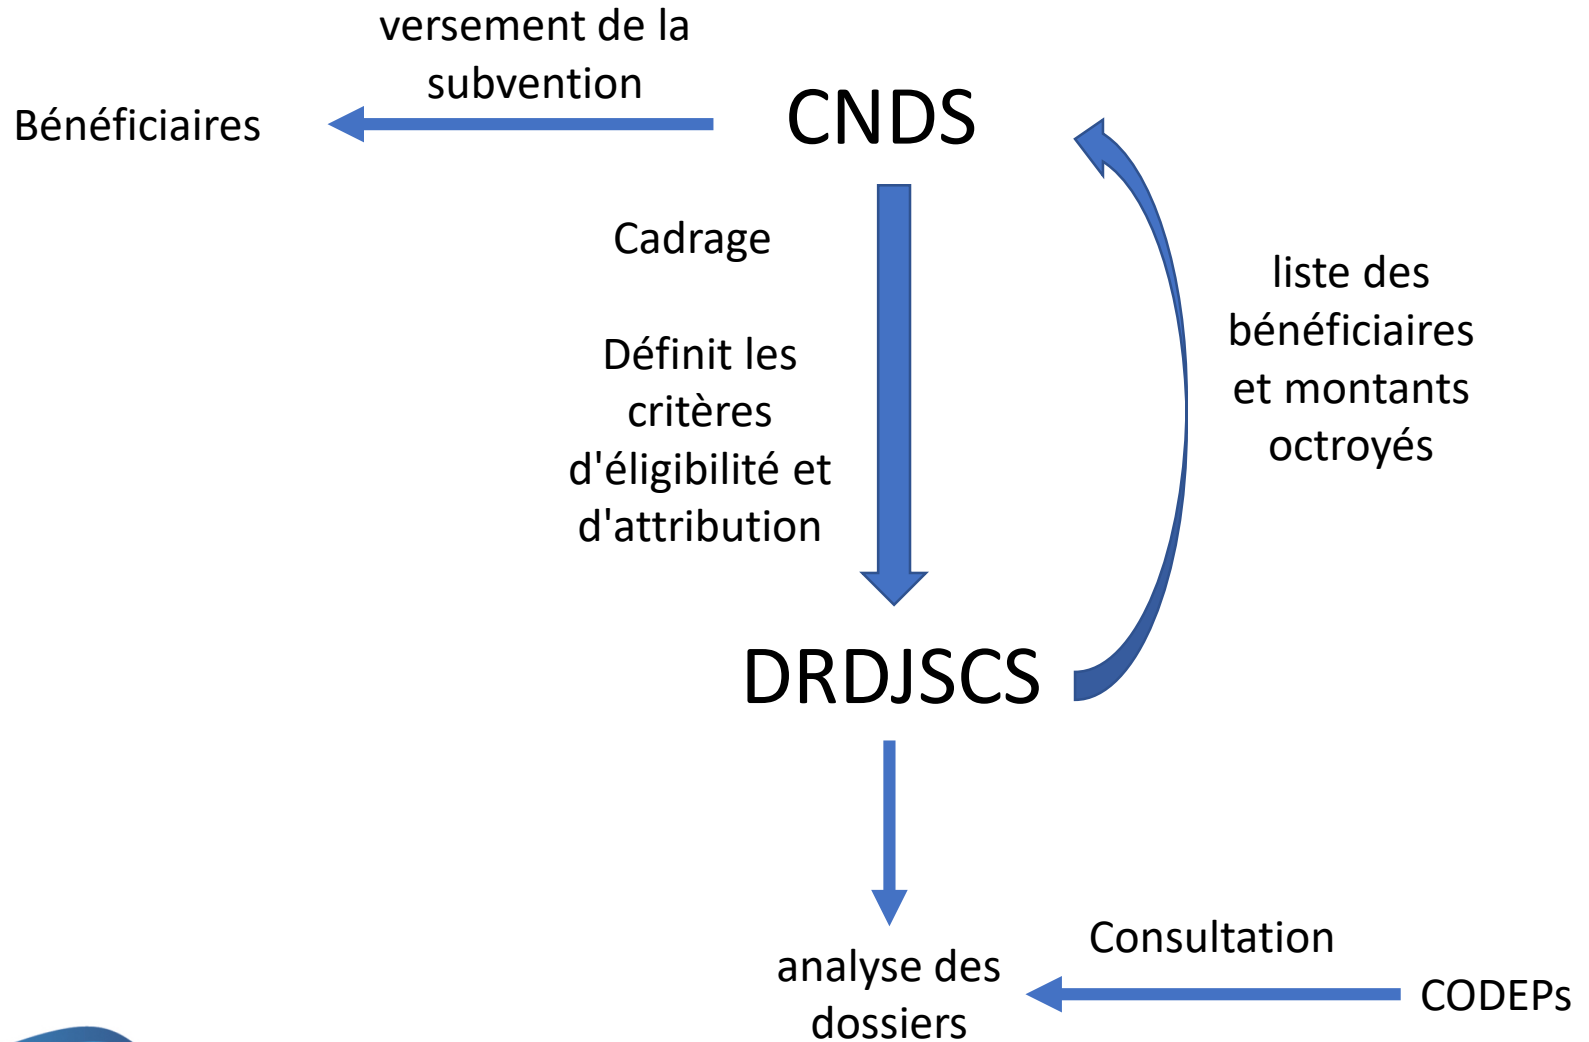 versement de la
subvention
Bénéficiaires
CNDS
Cadrage
Définit les
critères
d'éligibilité et
d'attribution
liste des
bénéficiaires
et montants
octroyés
DRDJSCS
analyse des
dossiers
Consultation
CODEPs